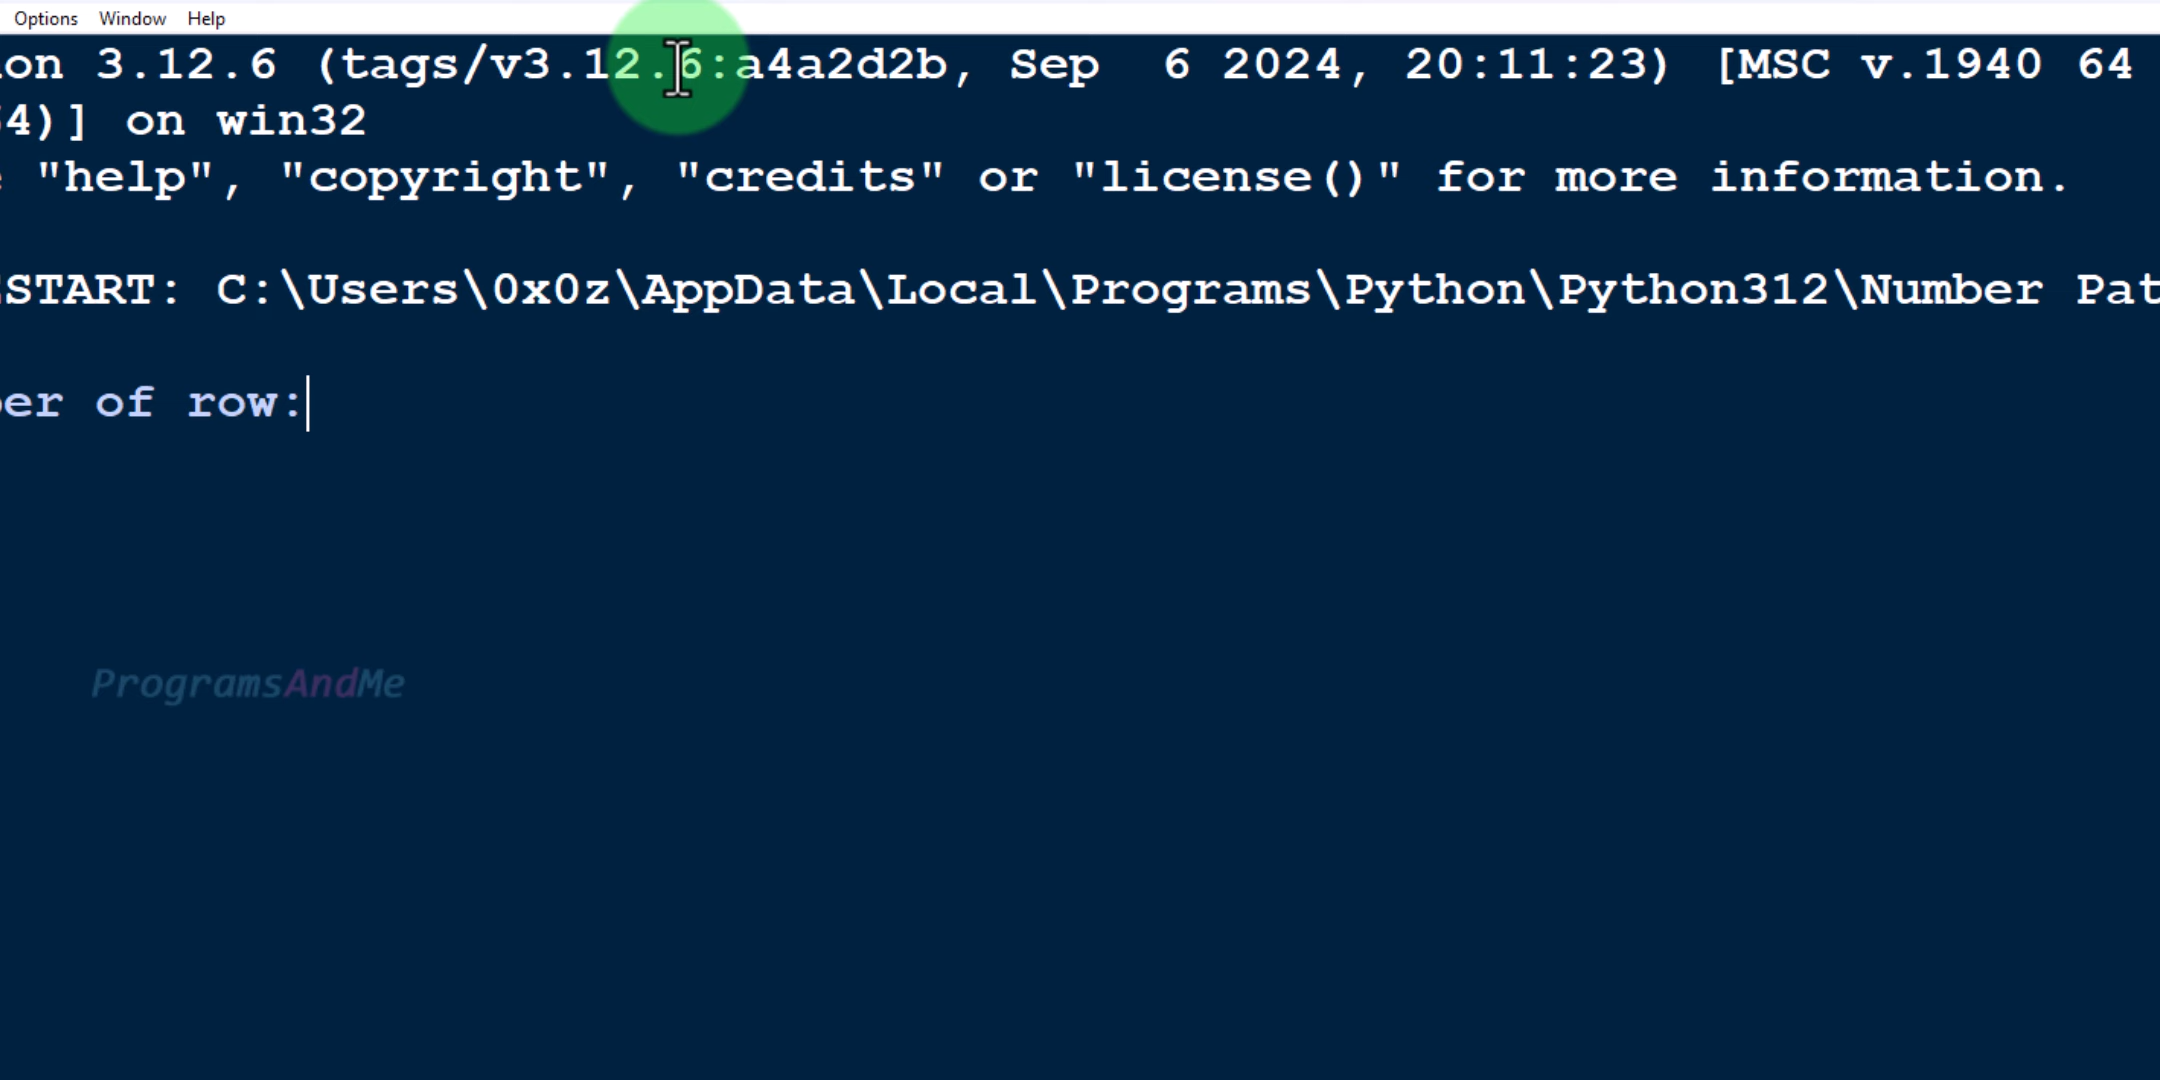 Options Window Help
on 3.12.6 (tags/v3.12.6:a4a2d2b, Sep 6 2024, 20:11:23) [MSC v.1940 64
4)] on win32
"help", "copyright", "credits" or "license()" for more information.
START: C:\Users\0x0z\AppData\Local\Programs\Python\Python312\Number Pat
er of row:
ProgramsAndMe